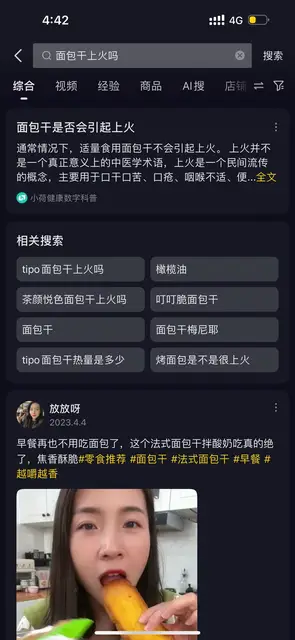 4:42
4G
面包干上火吗
搜索
综合 视频 经验 商品 AI搜 店铺
面包干是否会引起上火
通常情况下，适量食用面包干不会引起上火。上火并不
是一个真正意义上的中医学术语，上火是一个民间流传
的概念，主要用于口干口苦、口疮、咽喉不适、便...全文
小荷健康数字科普
相关搜索
tipo面包干上火吗
橄榄油
茶颜悦色面包干上火吗
叮叮脆面包干
面包干
面包干梅尼耶
tipo面包干热量是多少
烤面包是不是很上火
放放呀
2023.4.4
早餐再也不用吃面包了，这个法式面包干拌酸奶吃真的绝
了，焦香酥脆#零食推荐 #面包干 #法式面包干 #早餐 #
越嚼越香